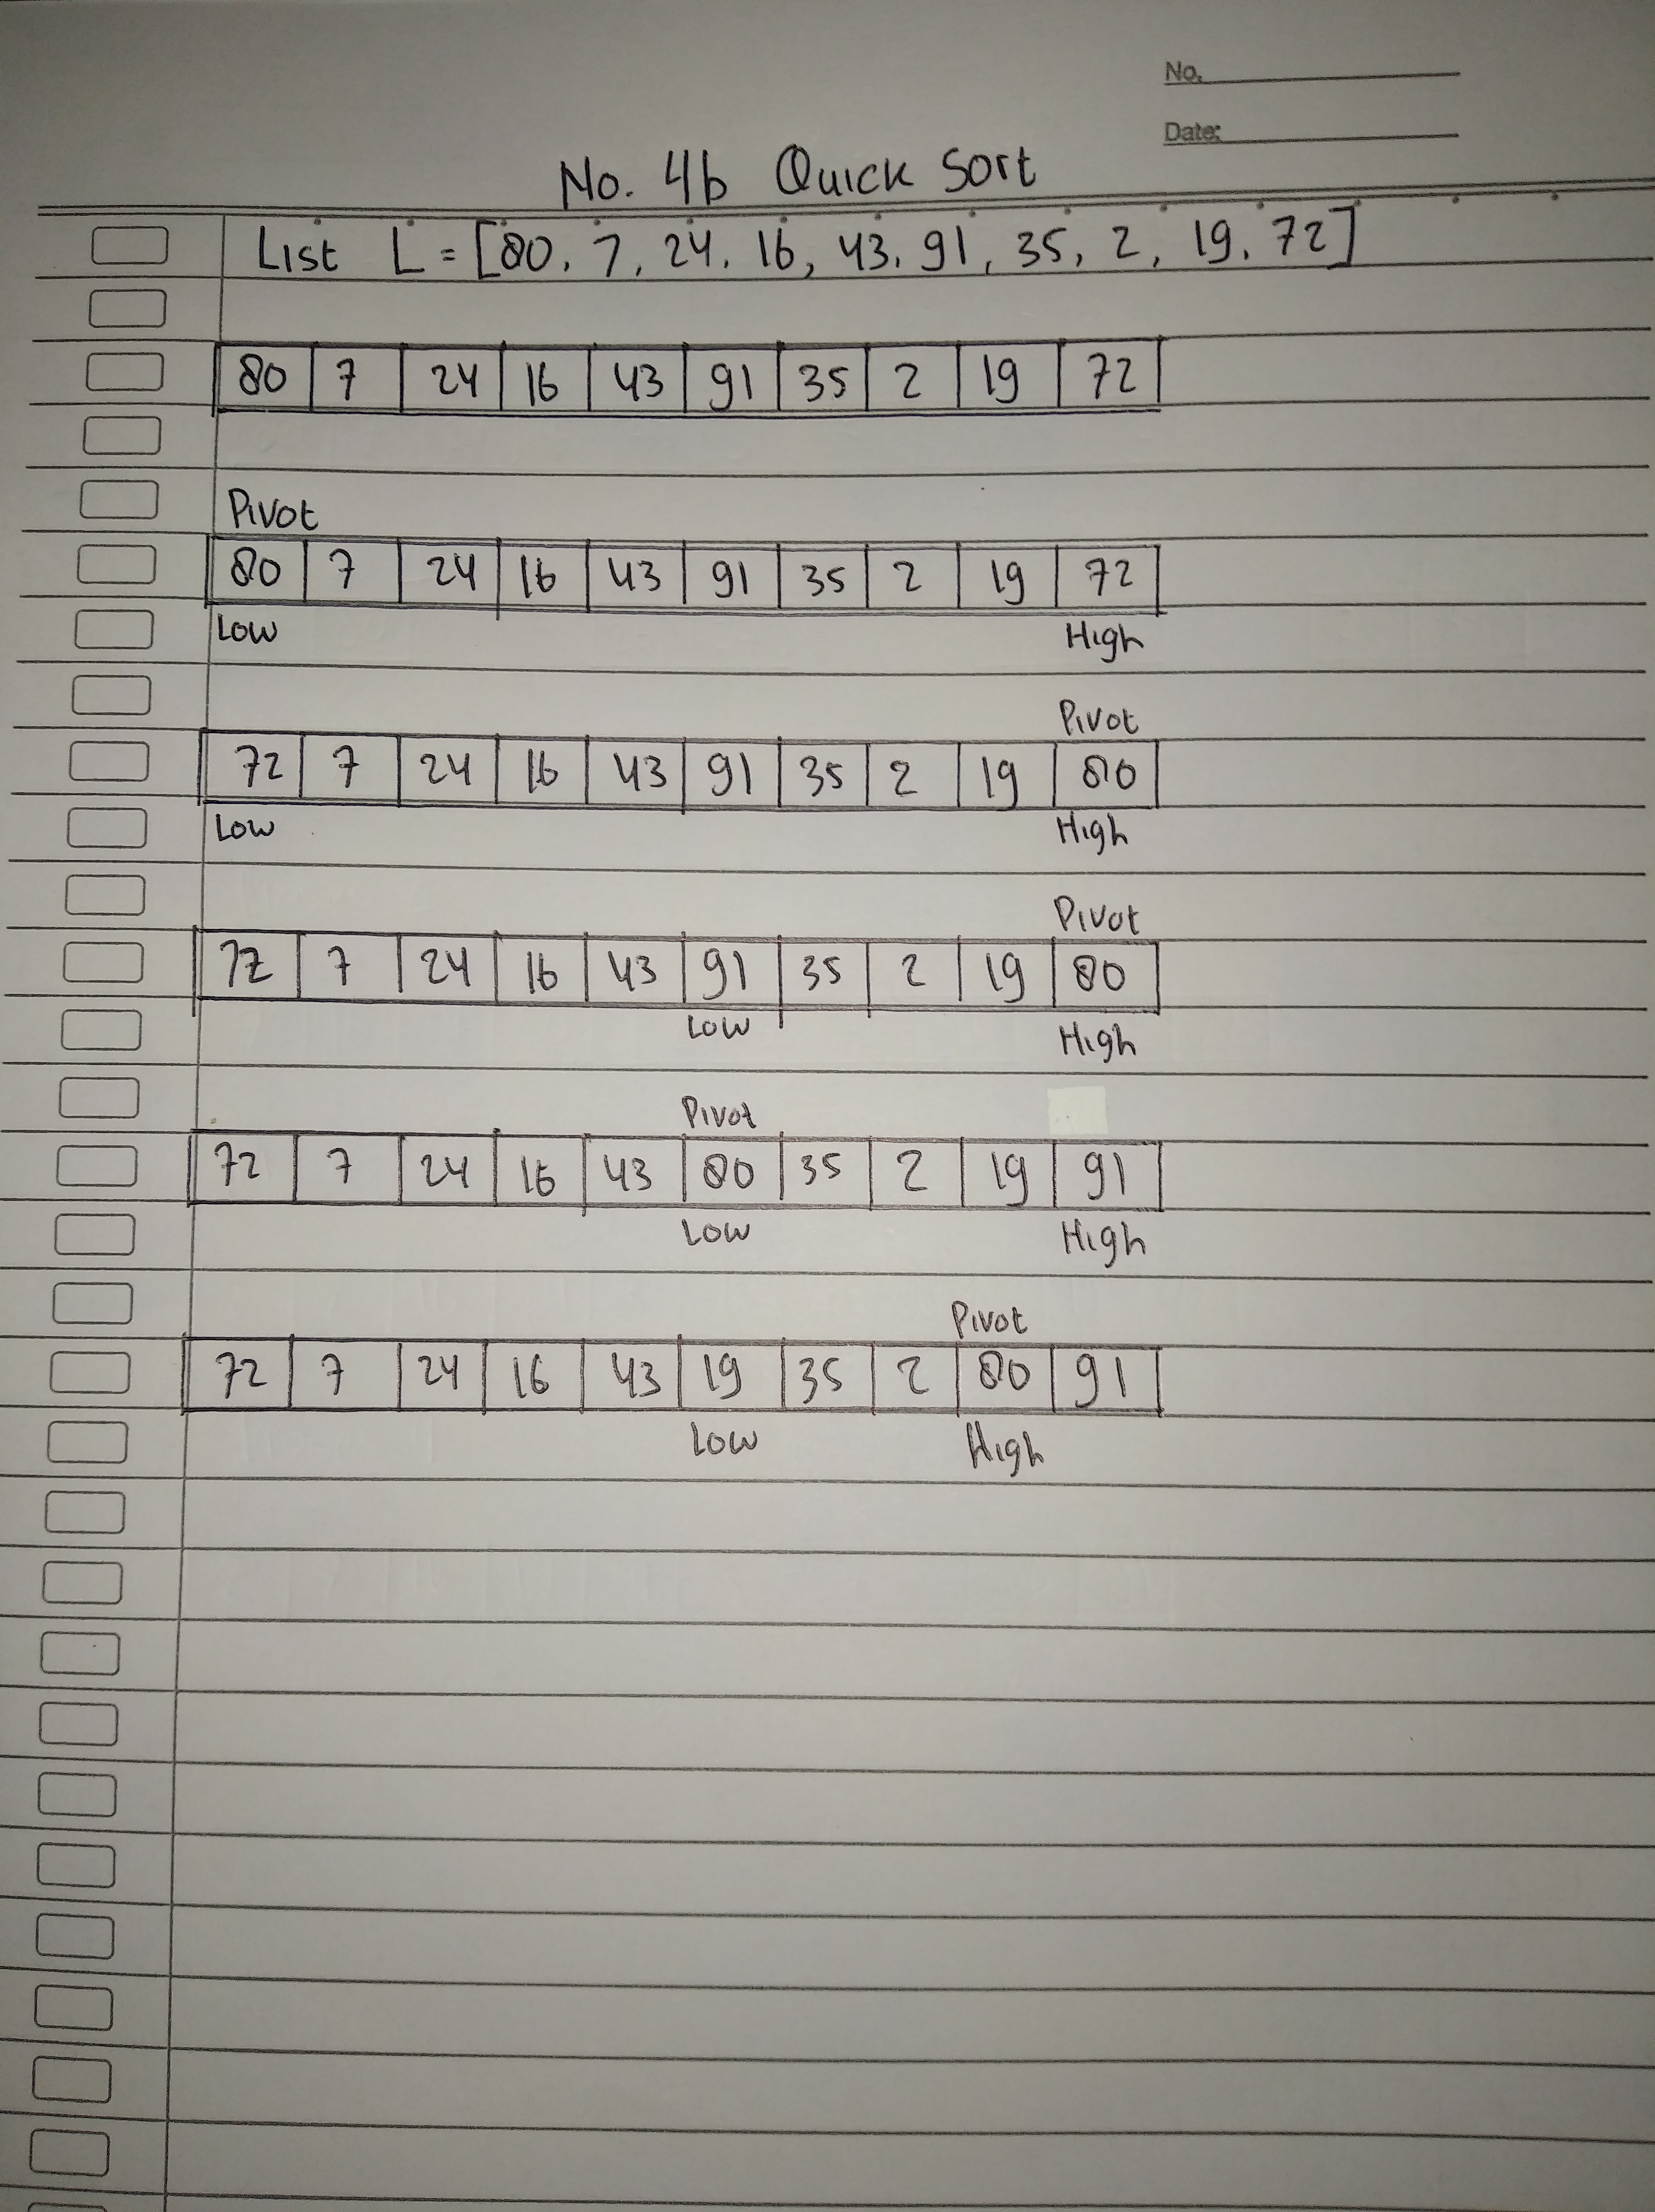 No.
Date:
No. 4b Quick Sort
List L = [80, 7, 24, 16, 43, 91, 35, 2, 19, 72]
80 7 24 16 43 91 35 2 19 72
Pivot
80 7 24 16 43 91 35 2 19 72
Low High
Pivot
72 7 24 16 43 91 35 2 19 80
Low High
Pivot
72 7 24 16 43 91 35 2 19 80
Low High
Pivot
72 7 24 16 43 80 35 2 19 91
Low High
Pivot
72 7 24 16 43 19 35 2 80 91
Low High